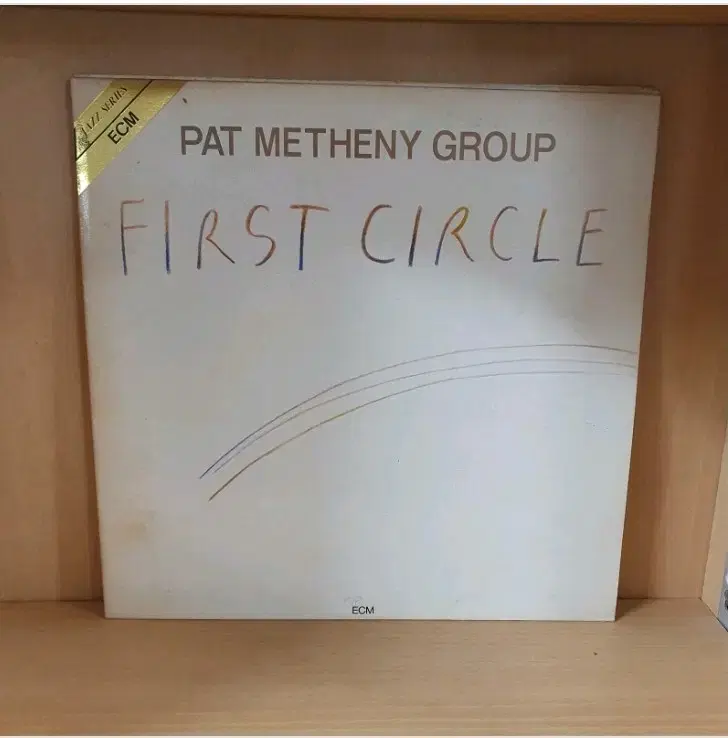 JAZZ SERIES
ECM
PAT METHENY GROUP
FIRST CIRCLE
ECM